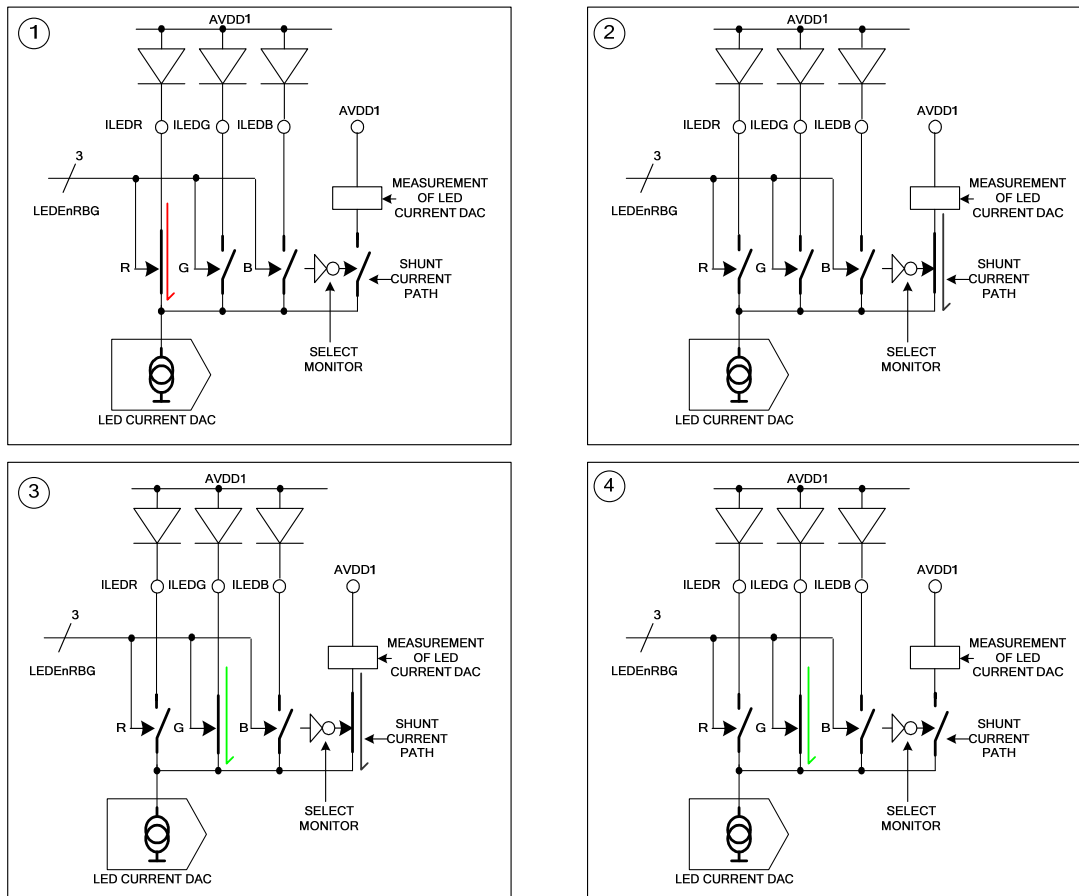 1
AVDD1
ILEDR
ILEDG
ILEDB
AVDD1
3
LEDEnRBG
MEASUREMENT
OF LED
CURRENT DAC
R
G
B
SHUNT
CURRENT
PATH
SELECT
MONITOR
LED CURRENT DAC
2
AVDD1
ILEDR
ILEDG
ILEDB
AVDD1
3
LEDEnRBG
MEASUREMENT
OF LED
CURRENT DAC
R
G
B
SHUNT
CURRENT
PATH
SELECT
MONITOR
LED CURRENT DAC
3
AVDD1
ILEDR
ILEDG
ILEDB
AVDD1
3
LEDEnRBG
MEASUREMENT
OF LED
CURRENT DAC
R
G
B
SHUNT
CURRENT
PATH
SELECT
MONITOR
LED CURRENT DAC
4
AVDD1
ILEDR
ILEDG
ILEDB
AVDD1
3
LEDEnRBG
MEASUREMENT
OF LED
CURRENT DAC
R
G
B
SHUNT
CURRENT
PATH
SELECT
MONITOR
LED CURRENT DAC